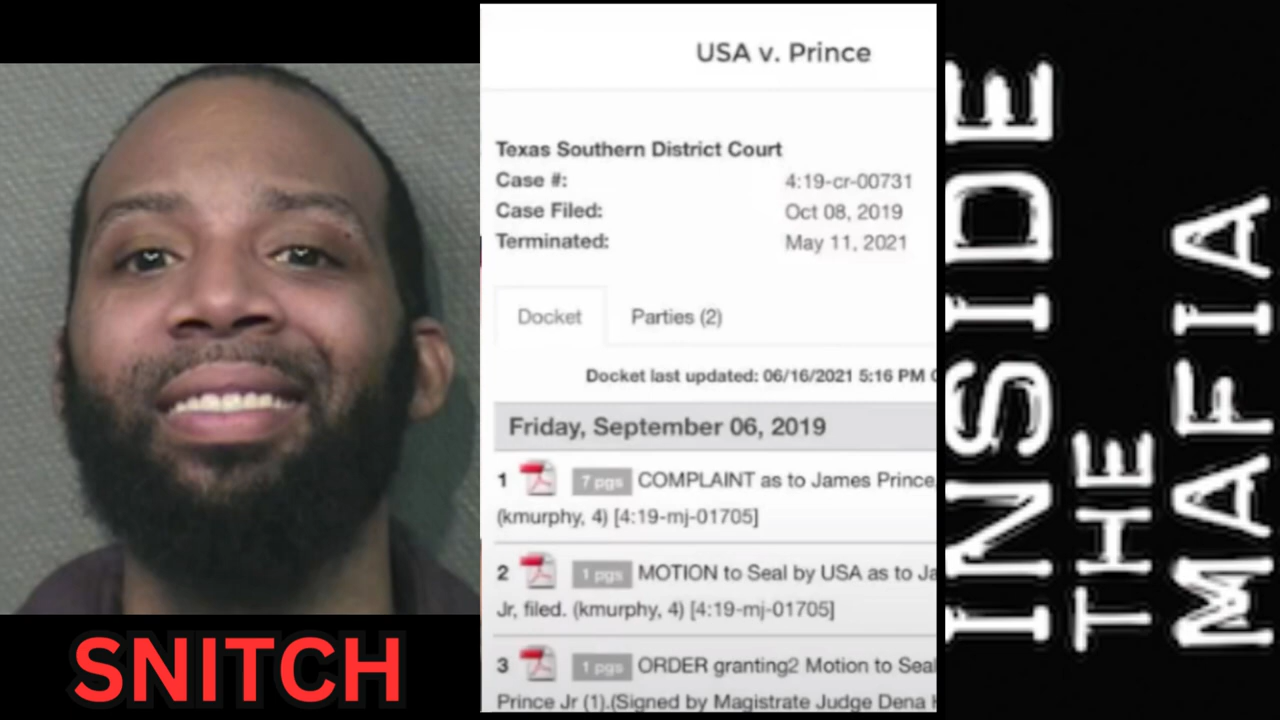 SNITCH
USA v. Prince
Texas Southern District Court
Case #: 4:19-cr-00731
Case Filed: Oct 08, 2019
Terminated: May 11, 2021
Docket Parties (2)
Docket last updated: 06/16/2021 5:16 PM
Friday, September 06, 2019
1 7 pgs COMPLAINT as to James Prince
(kmurphy, 4) [4:19-mj-01705]
2 1 pgs MOTION to Seal by USA as to
Jr, filed. (kmurphy, 4) [4:19-mj-01705]
3 1 pgs ORDER granting2 Motion to Seal
Prince Jr (1).(Signed by Magistrate Judge Dena
INSIDE
THE
MAFIA